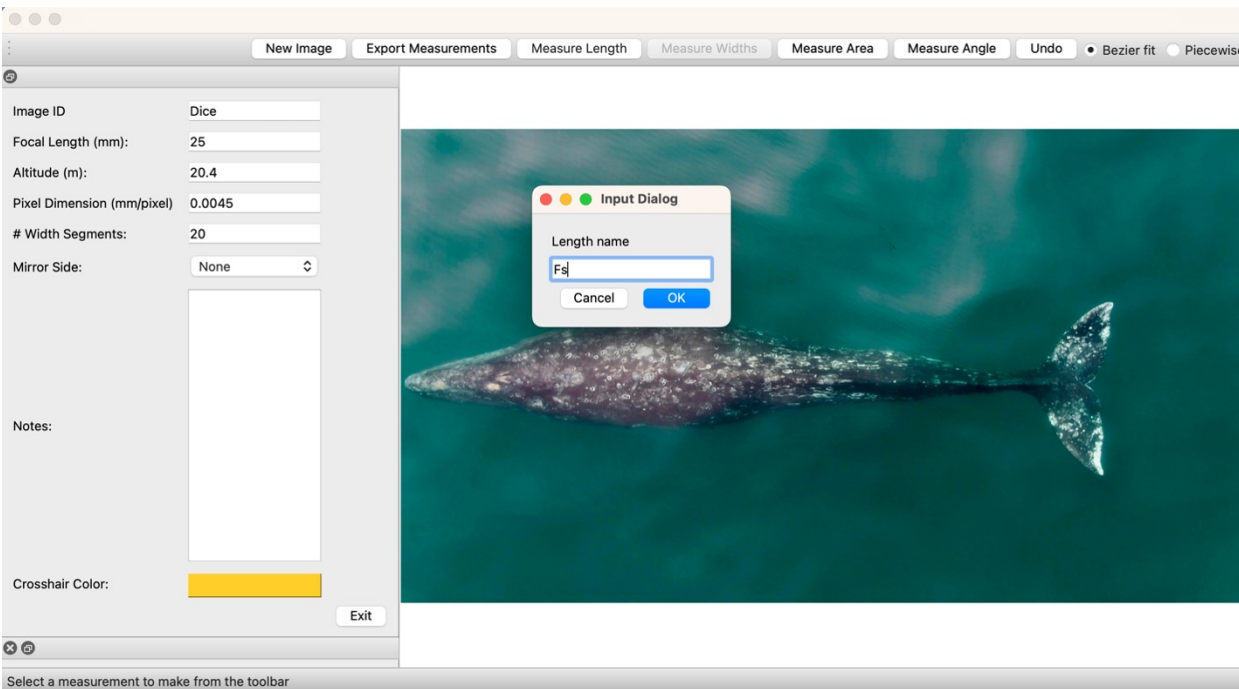 New Image Export Measurements Measure Length Measure Widths Measure Area Measure Angle Undo Bezier fit Piecewise
Image ID Dice
Focal Length (mm): 25
Altitude (m): 20.4
Pixel Dimension (mm/pixel) 0.0045
# Width Segments: 20
Mirror Side: None
Notes:
Crosshair Color:
Exit
Input Dialog
Length name
Fs
Cancel OK
Select a measurement to make from the toolbar